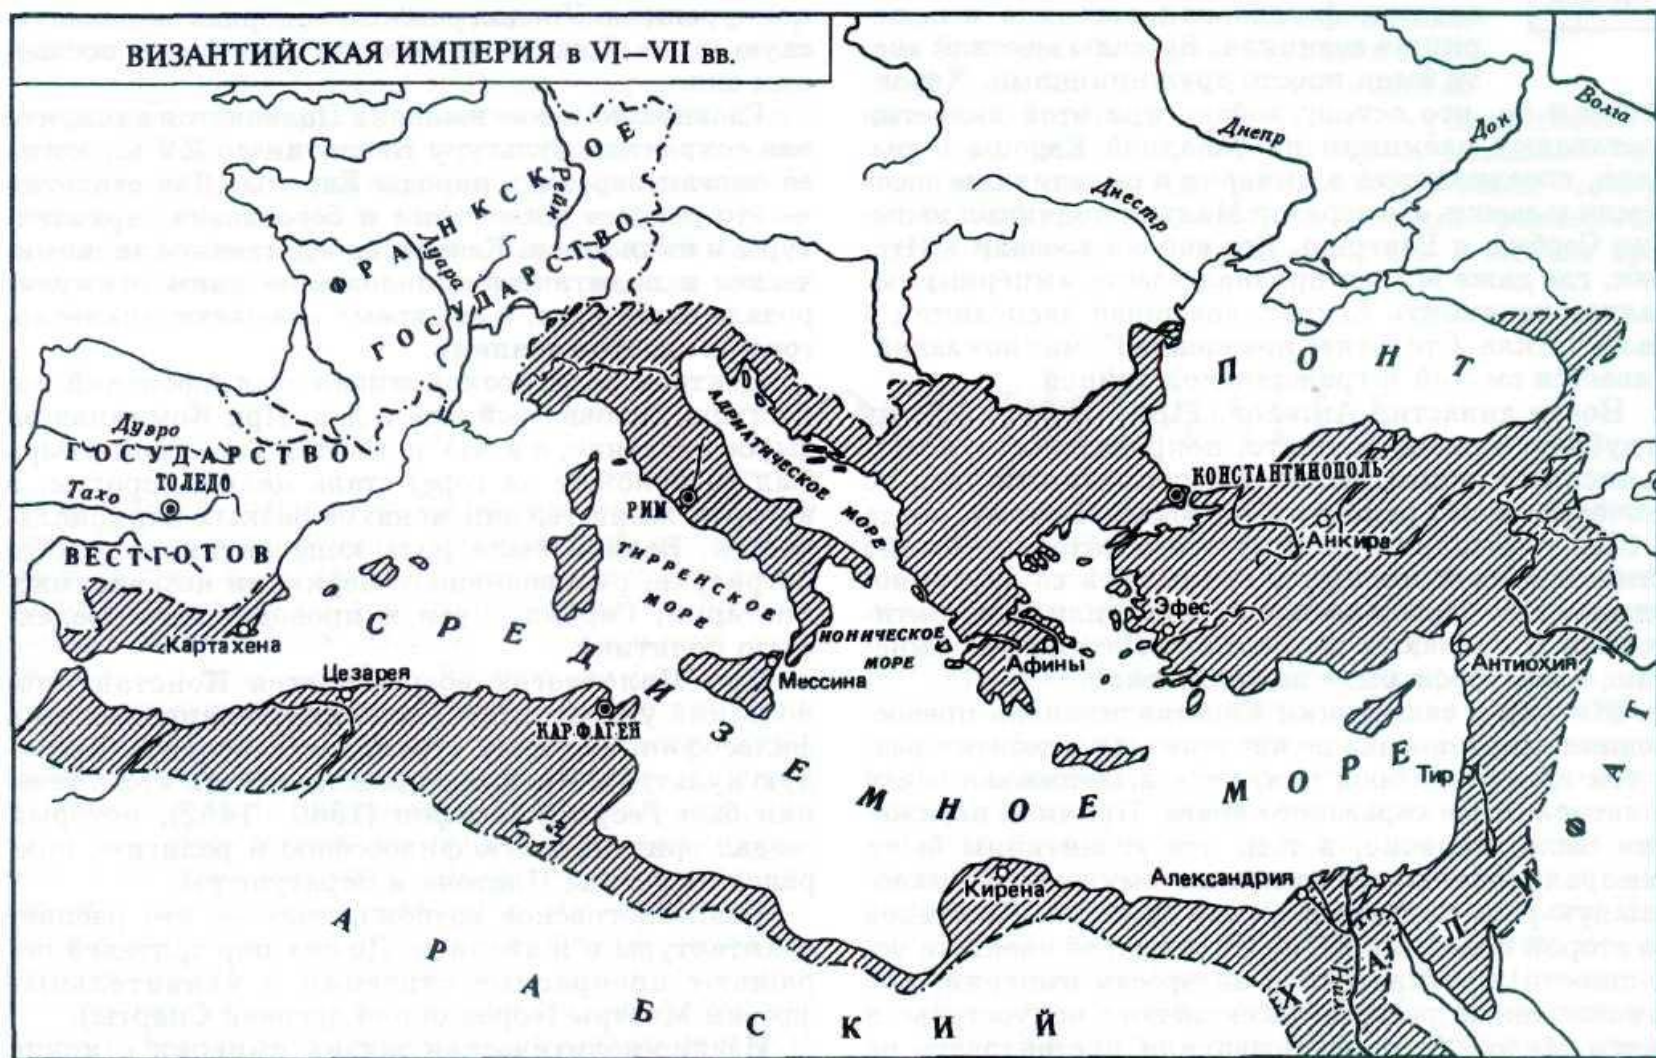 ВИЗАНТИЙСКАЯ ИМПЕРИЯ в VI—VII вв.
Волга
Дон
Днепр
Днестр
ФРАНКСКОЕ
ГОСУДАРСТВО
Рейн
Луара
ПОНТ
Дуэро
ГОСУДАРСТВО
ТОЛЕДО
Тахо
ВЕСТГОТОВ
Картахена
АДРИАТИЧЕСКОЕ
МОРЕ
РИМ
ТИРРЕНСКОЕ
МОРЕ
КОНСТАНТИНОПОЛЬ
Анкира
Эфес
ИОНИЧЕСКОЕ
МОРЕ
Афины
Антиохия
Мессина
Цезарея
КАРФАГЕН
СРЕДИЗЕМНОЕ МОРЕ
Тир
Кирена
Александрия
Нил
АРАБСКИЙ ХАЛИФАТ